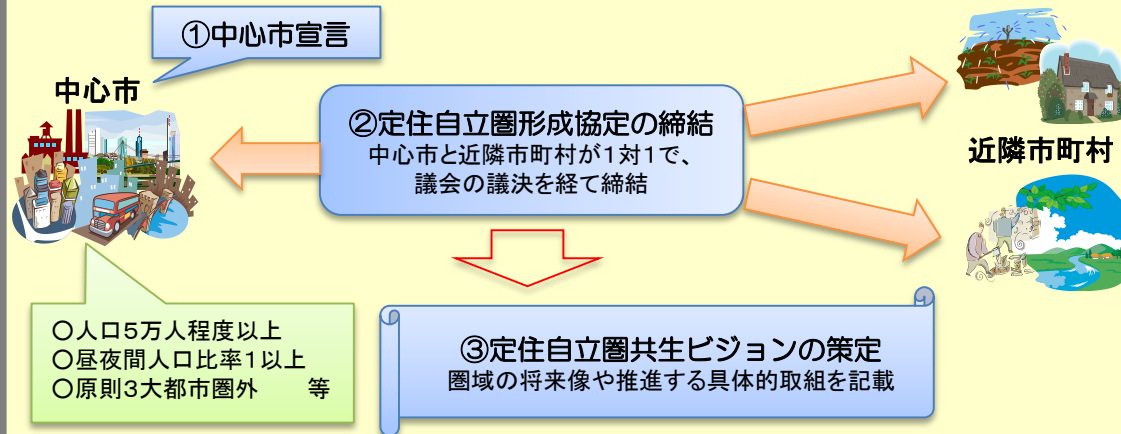 ①中心市宣言
中心市
②定住自立圏形成協定の締結
中心市と近隣市町村が1対1で、
議会の議決を経て締結
近隣市町村
○人口5万人程度以上
○昼夜間人口比率1以上
○原則3大都市圏外　　等
③定住自立圏共生ビジョンの策定
圏域の将来像や推進する具体的取組を記載